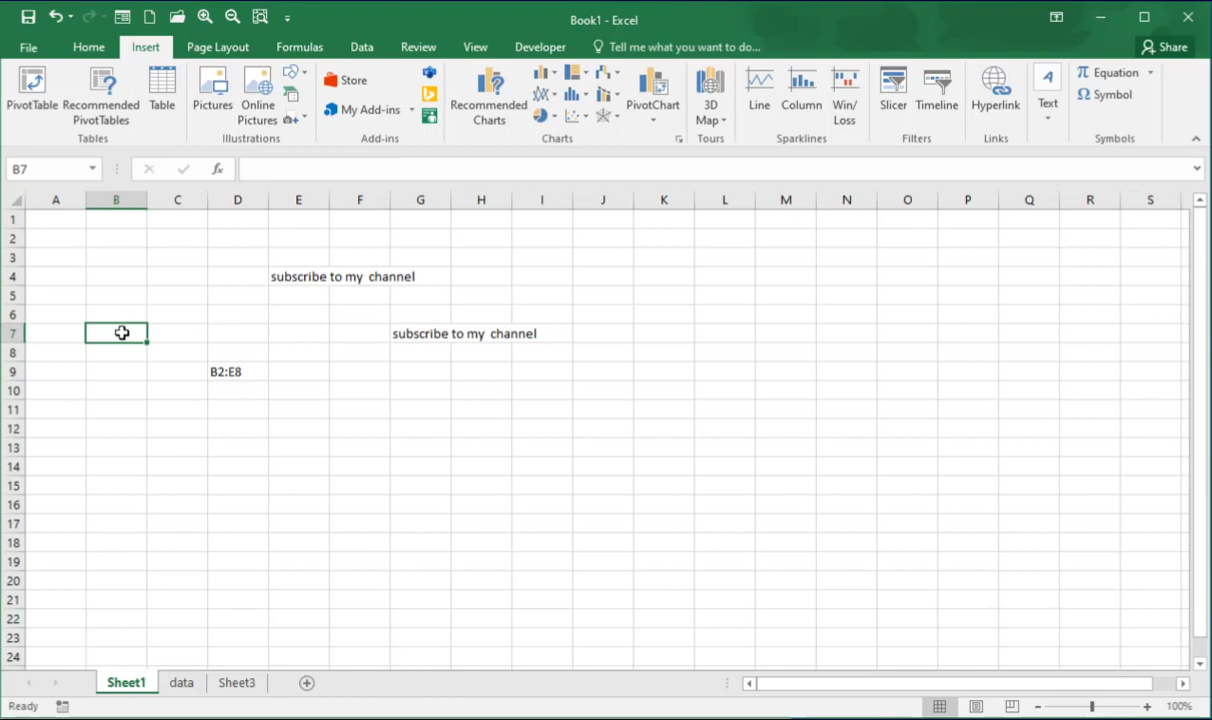 Book1 - Excel
File Home Insert Page Layout Formulas Data Review View Developer Tell me what you want to do... Share
PivotTable Recommended PivotTables Table Pictures Online Pictures Store My Add-ins Recommended Charts PivotChart 3D Map Line Column Win/Loss Slicer Timeline Hyperlink Text Equation Symbol
Tables Illustrations Add-ins Charts Tours Sparklines Filters Links Symbols
B7 fx
A B C D E F G H I J K L M N O P Q R S
1
2
3
4 subscribe to my channel
5
6
7 subscribe to my channel
8
9 B2:E8
10
11
12
13
14
15
16
17
18
19
20
21
22
23
24
Sheet1 data Sheet3
Ready 100%